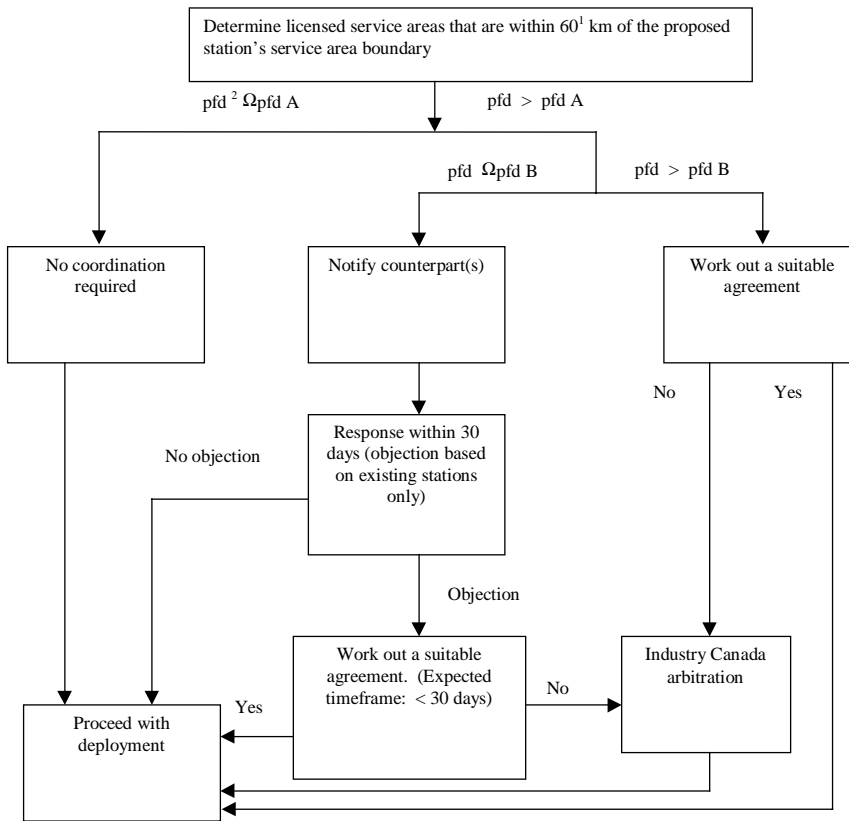 Determine licensed service areas that are within 60¹ km of the proposed
station's service area boundary
pfd ² Ωpfd A
pfd > pfd A
pfd Ωpfd B
pfd > pfd B
No coordination
required
Notify counterpart(s)
Work out a suitable
agreement
No
Yes
Response within 30
days (objection based
on existing stations
only)
No objection
Objection
Work out a suitable
agreement. (Expected
timeframe: < 30 days)
No
Industry Canada
arbitration
Yes
Proceed with
deployment